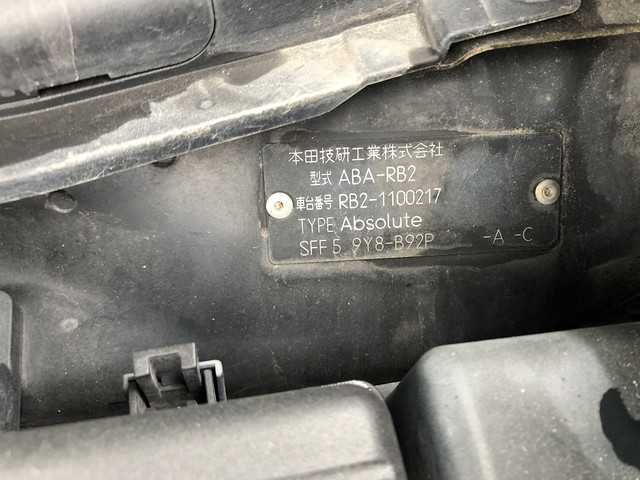 本田技研工業株式会社
型式 ABA-RB2
車台番号 RB2-1100217
TYPE Absolute
SFF 5 9Y8-B92P -A -C